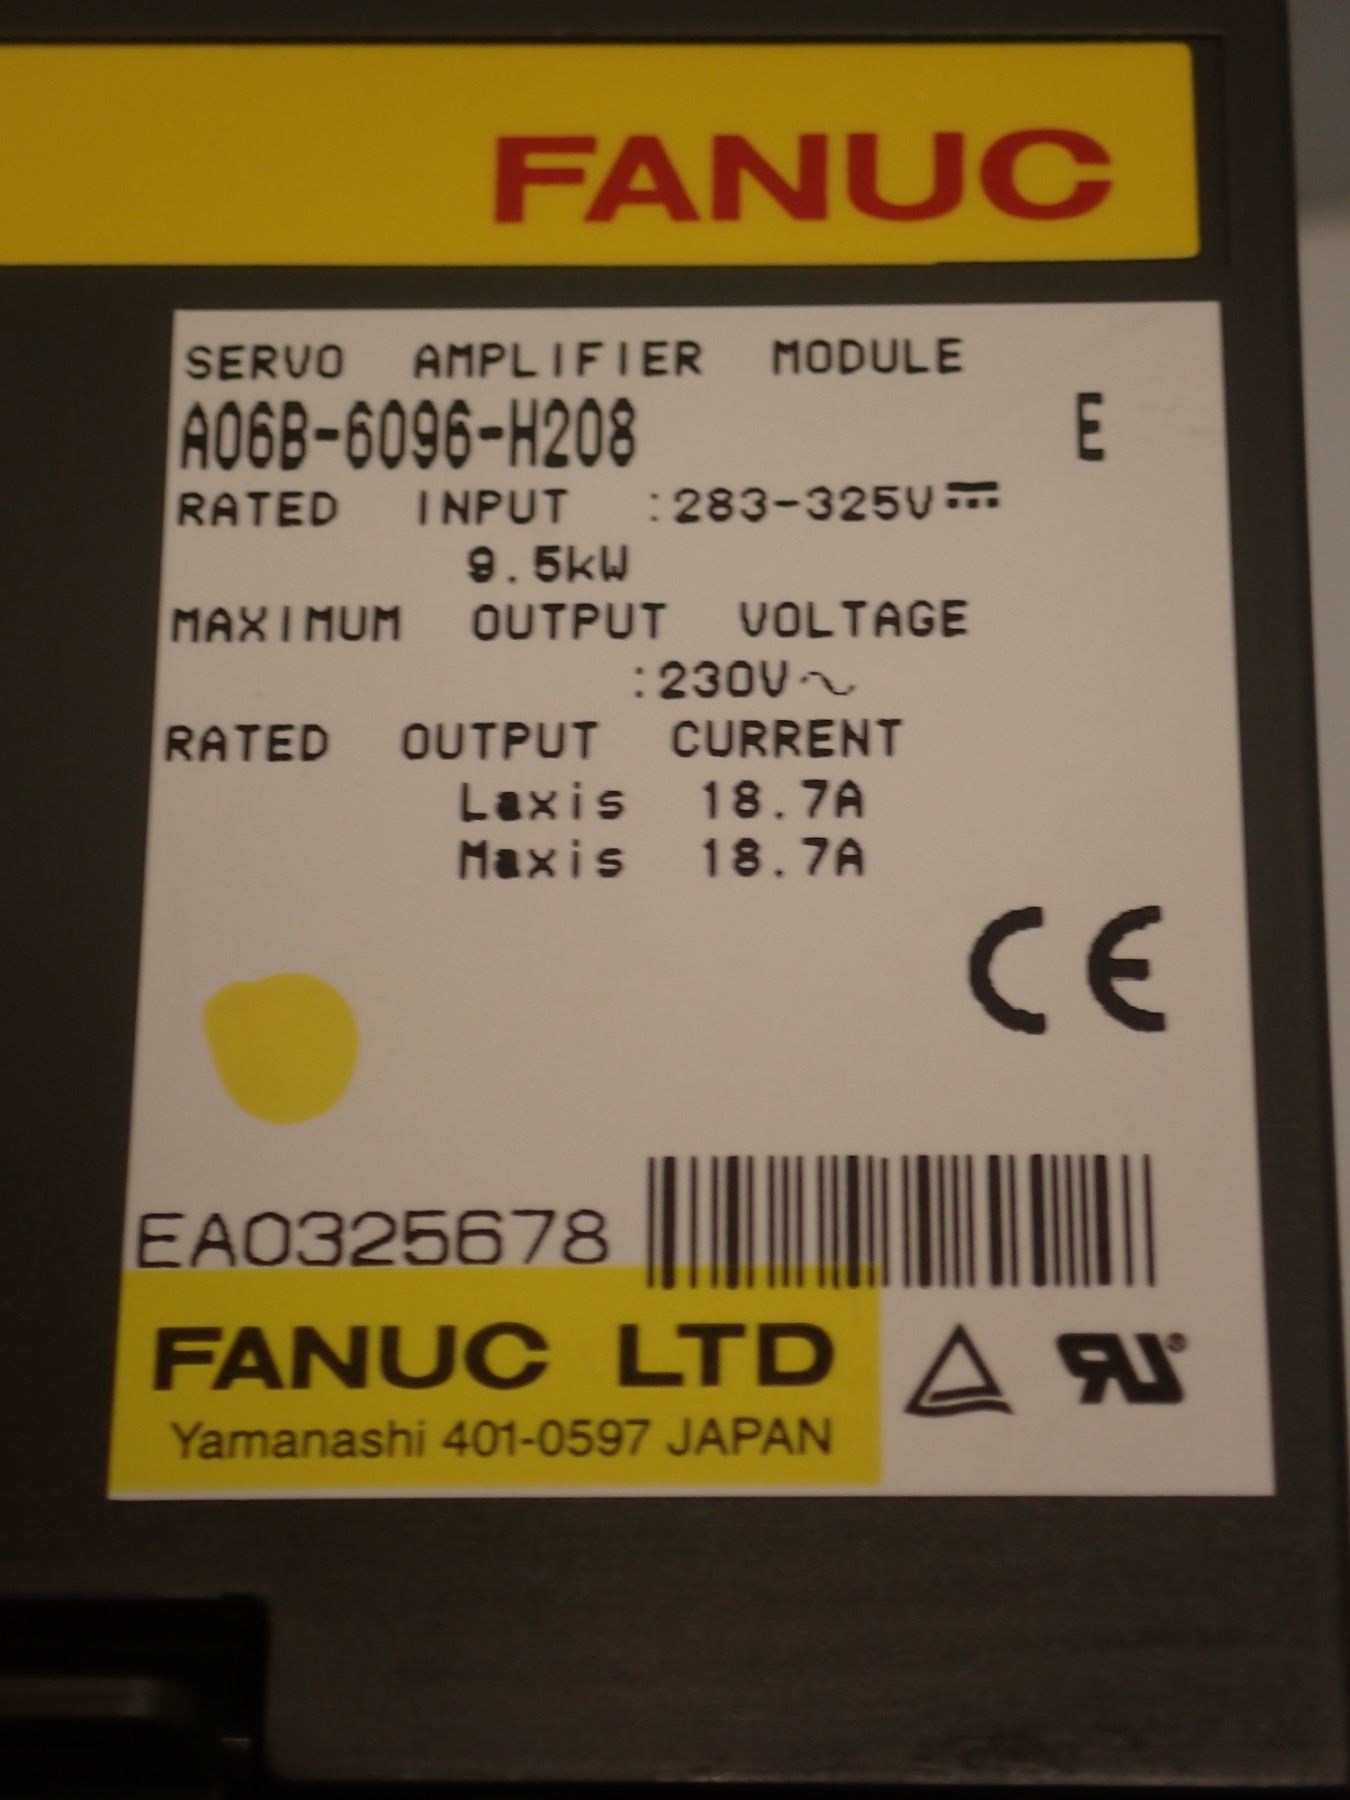 FANUC
SERVO AMPLIFIER MODULE
A06B-6096-H208 E
RATED INPUT :283-325V⎓
9.5kW
MAXIMUM OUTPUT VOLTAGE
:230V~
RATED OUTPUT CURRENT
Laxis 18.7A
Maxis 18.7A
CE
EA0325678
FANUC LTD
Yamanashi 401-0597 JAPAN
RU®